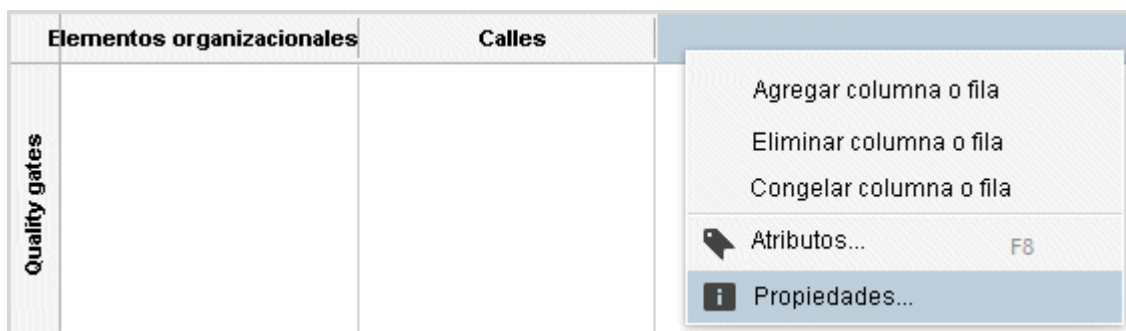 Elementos organizacionales
Calles
Quality gates
Agregar columna o fila
Eliminar columna o fila
Congelar columna o fila
Atributos... F8
Propiedades...